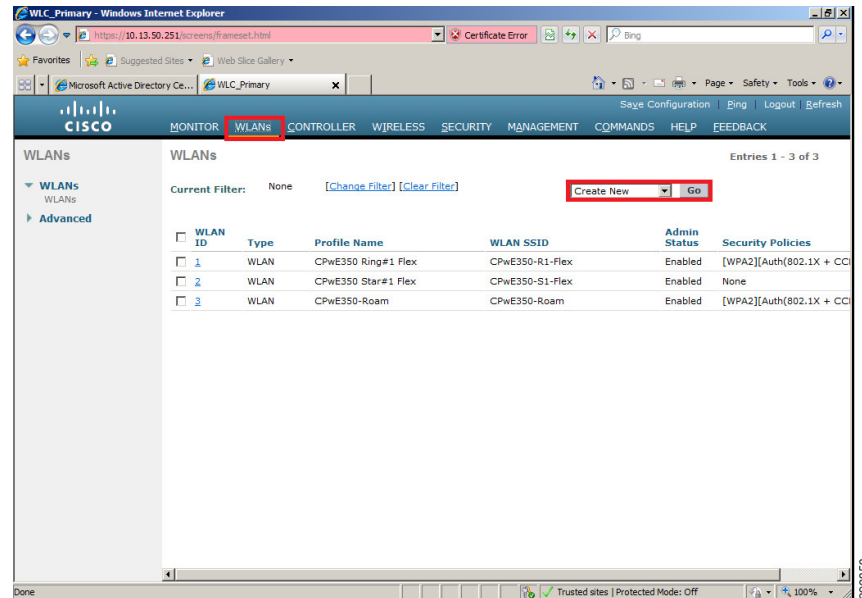 WLC_Primary - Windows Internet Explorer
https://10.13.50.251/screens/frameset.html Certificate Error Bing
Favorites Suggested Sites Web Slice Gallery
Microsoft Active Directory Ce... WLC_Primary Page Safety Tools
Save Configuration | Ping | Logout | Refresh
CISCO MONITOR WLANs CONTROLLER WIRELESS SECURITY MANAGEMENT COMMANDS HELP FEEDBACK
WLANs
WLANs
WLANs
Advanced
WLANs Entries 1 - 3 of 3
Current Filter: None [Change Filter] [Clear Filter] Create New Go
WLAN ID Type Profile Name WLAN SSID Admin Status Security Policies
1 WLAN CPwE350 Ring#1 Flex CPwE350-R1-Flex Enabled [WPA2][Auth(802.1X + CCI
2 WLAN CPwE350 Star#1 Flex CPwE350-S1-Flex Enabled None
3 WLAN CPwE350-Roam CPwE350-Roam Enabled [WPA2][Auth(802.1X + CCI
Done Trusted sites | Protected Mode: Off 100%